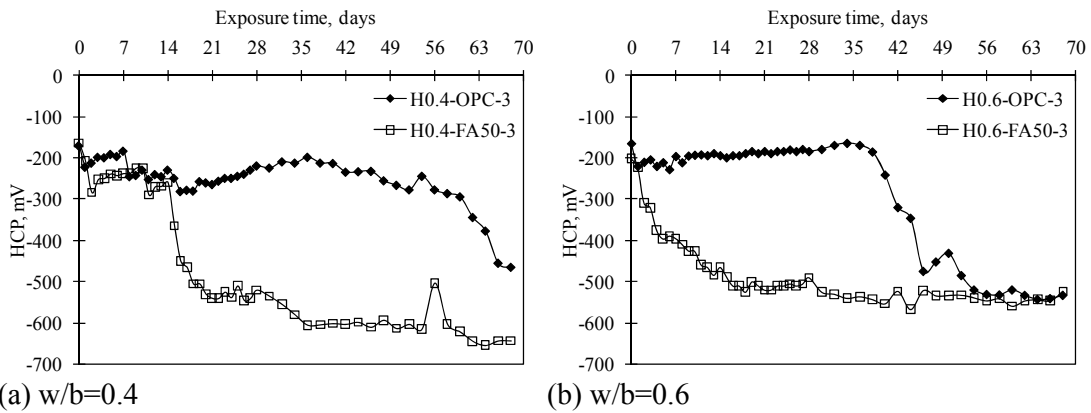 Exposure time, days
0 7 14 21 28 35 42 49 56 63 70
0
-100
-200
-300
-400
-500
-600
-700
HCP, mV
H0.4-OPC-3
H0.4-FA50-3
(a) w/b=0.4
Exposure time, days
0 7 14 21 28 35 42 49 56 63 70
0
-100
-200
-300
-400
-500
-600
-700
HCP, mV
H0.6-OPC-3
H0.6-FA50-3
(b) w/b=0.6